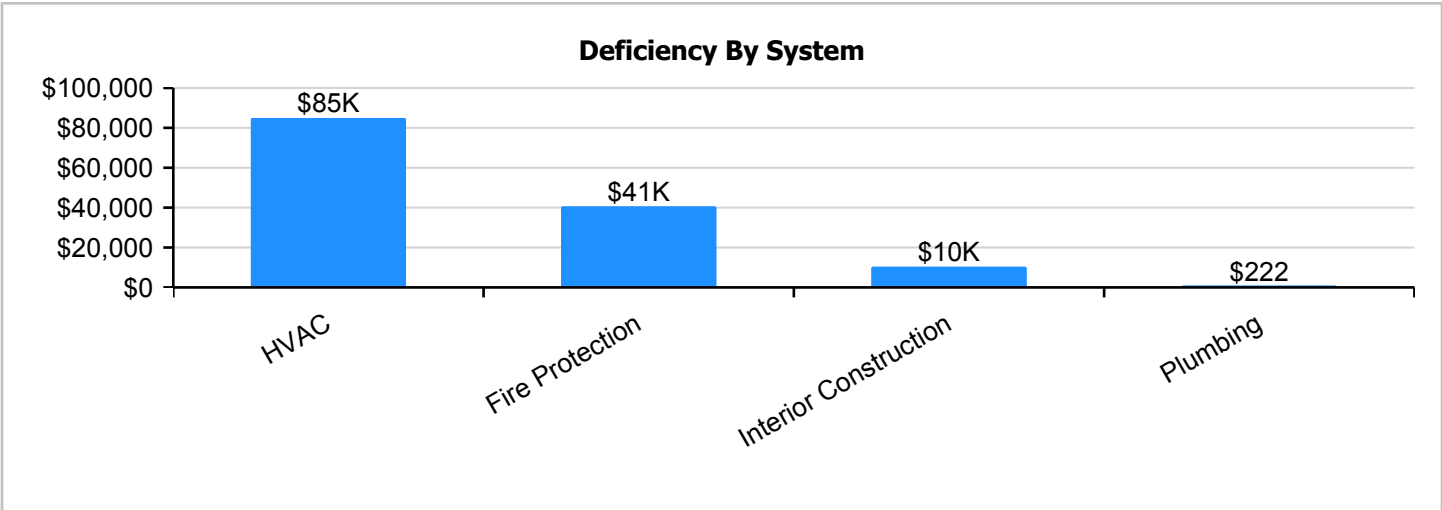 Deficiency By System
$100,000
$80,000
$60,000
$40,000
$20,000
$0
$85K
$41K
$10K
$222
HVAC
Fire Protection
Interior Construction
Plumbing